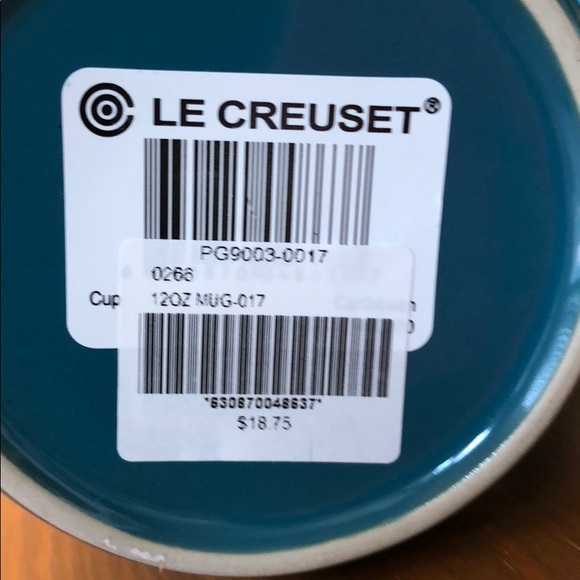 LE CREUSET®
PG9003-0017
0266
Cup
12OZ MUG-017
*630870048637*
$18.75